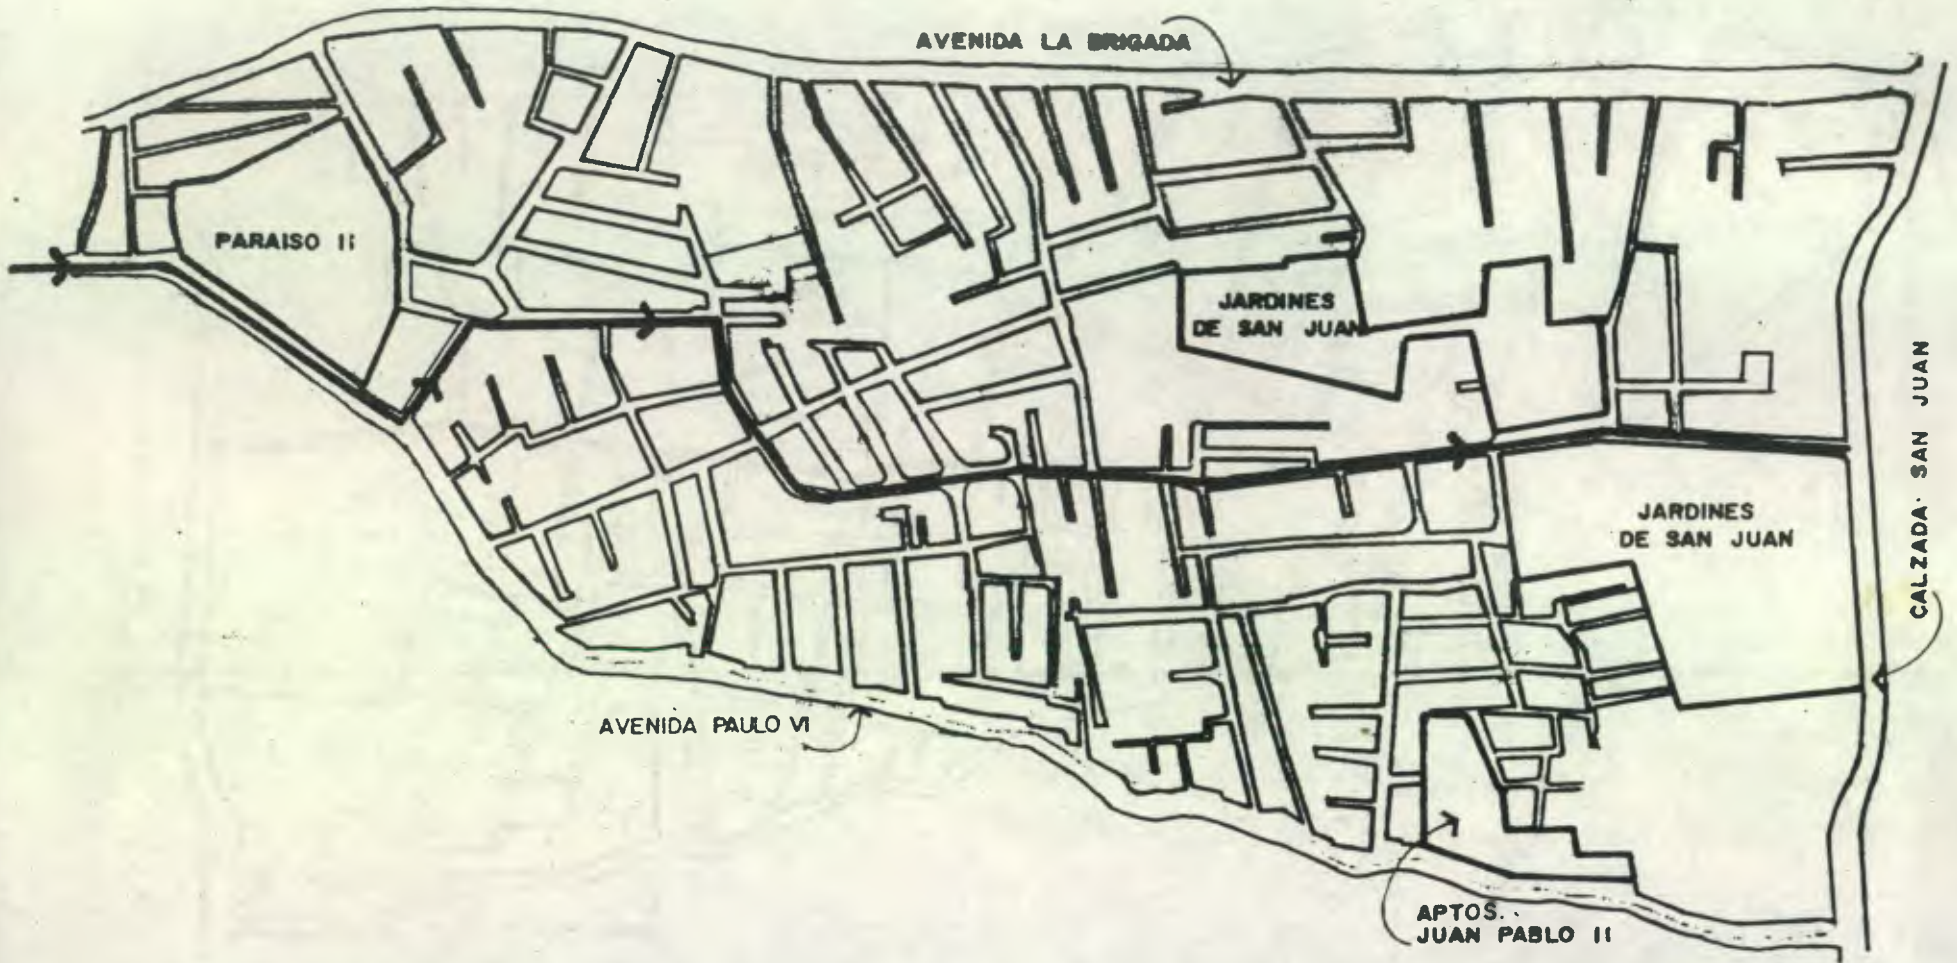 AVENIDA LA BRIGADA
PARAISO II
JARDINES
DE SAN JUAN
CALZADA SAN JUAN
JARDINES
DE SAN JUAN
AVENIDA PAULO VI
APTOS.
JUAN PABLO II